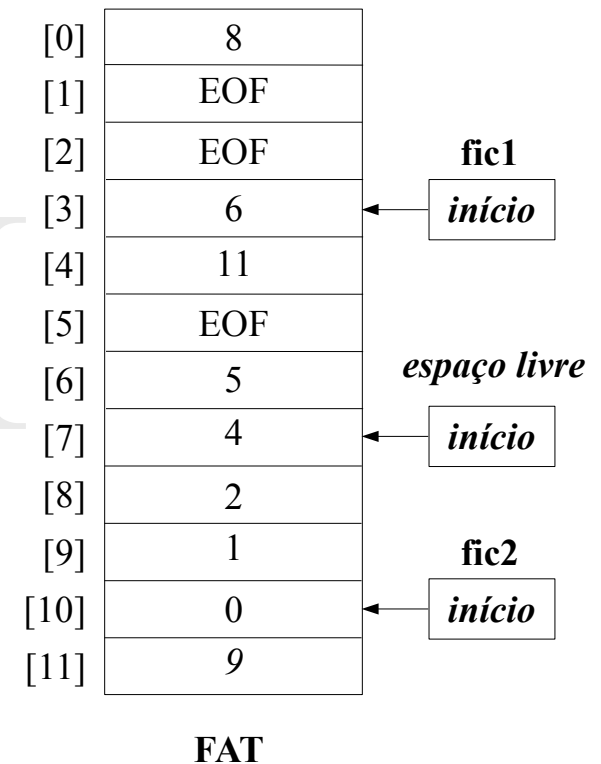 [0] 8
[1] EOF
[2] EOF
fic1
[3] 6 início
[4] 11
[5] EOF
espaço livre
[6] 5
[7] 4 início
[8] 2
[9] 1
fic2
[10] 0 início
[11] 9
FAT